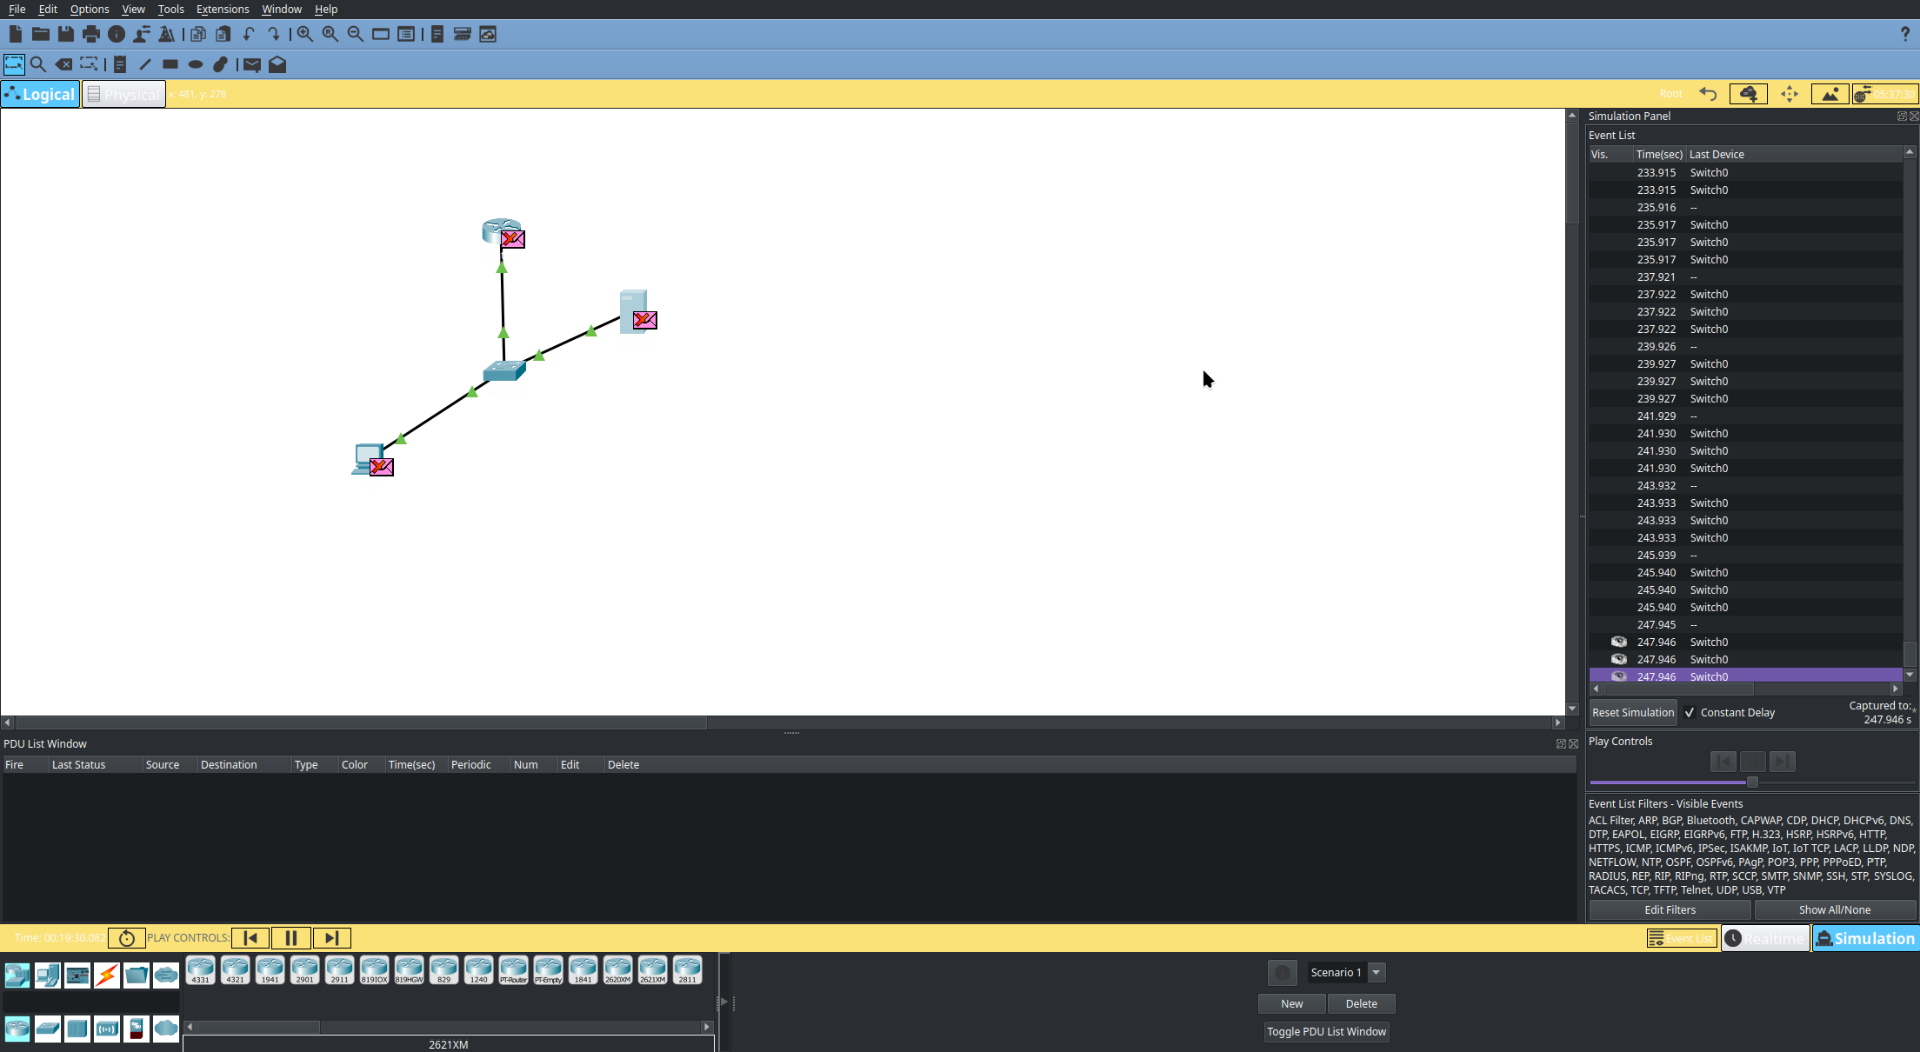 File Edit Options View Tools Extensions Window Help
?
Logical Physical x: 481, y: 278 Root 05:37:30
Simulation Panel
Event List
Vis. Time(sec) Last Device
233.915 Switch0
233.915 Switch0
235.916 --
235.917 Switch0
235.917 Switch0
235.917 Switch0
237.921 --
237.922 Switch0
237.922 Switch0
237.922 Switch0
239.926 --
239.927 Switch0
239.927 Switch0
239.927 Switch0
241.929 --
241.930 Switch0
241.930 Switch0
241.930 Switch0
243.932 --
243.933 Switch0
243.933 Switch0
243.933 Switch0
245.939 --
245.940 Switch0
245.940 Switch0
245.940 Switch0
247.945 --
247.946 Switch0
247.946 Switch0
247.946 Switch0
Reset Simulation Constant Delay Captured to:
247.946 s
Play Controls
Event List Filters - Visible Events
ACL Filter, ARP, BGP, Bluetooth, CAPWAP, CDP, DHCP, DHCPv6, DNS,
DTP, EAPOL, EIGRP, EIGRPv6, FTP, H.323, HSRP, HSRPv6, HTTP,
HTTPS, ICMP, ICMPv6, IPSec, ISAKMP, IoT, IoT TCP, LACP, LLDP, NDP,
NETFLOW, NTP, OSPF, OSPFv6, PAgP, POP3, PPP, PPPoED, PTP,
RADIUS, REP, RIP, RIPng, RTP, SCCP, SMTP, SNMP, SSH, STP, SYSLOG,
TACACS, TCP, TFTP, Telnet, UDP, USB, VTP
Edit Filters Show All/None
PDU List Window
Fire Last Status Source Destination Type Color Time(sec) Periodic Num Edit Delete
Time: 00:19:30.082 PLAY CONTROLS: Event List Realtime Simulation
4331 4321 1941 2901 2911 819IOX 819HGW 829 1240 PT-Router PT-Empty 1841 2620XM 2621XM 2811
2621XM
Scenario 1
New Delete
Toggle PDU List Window